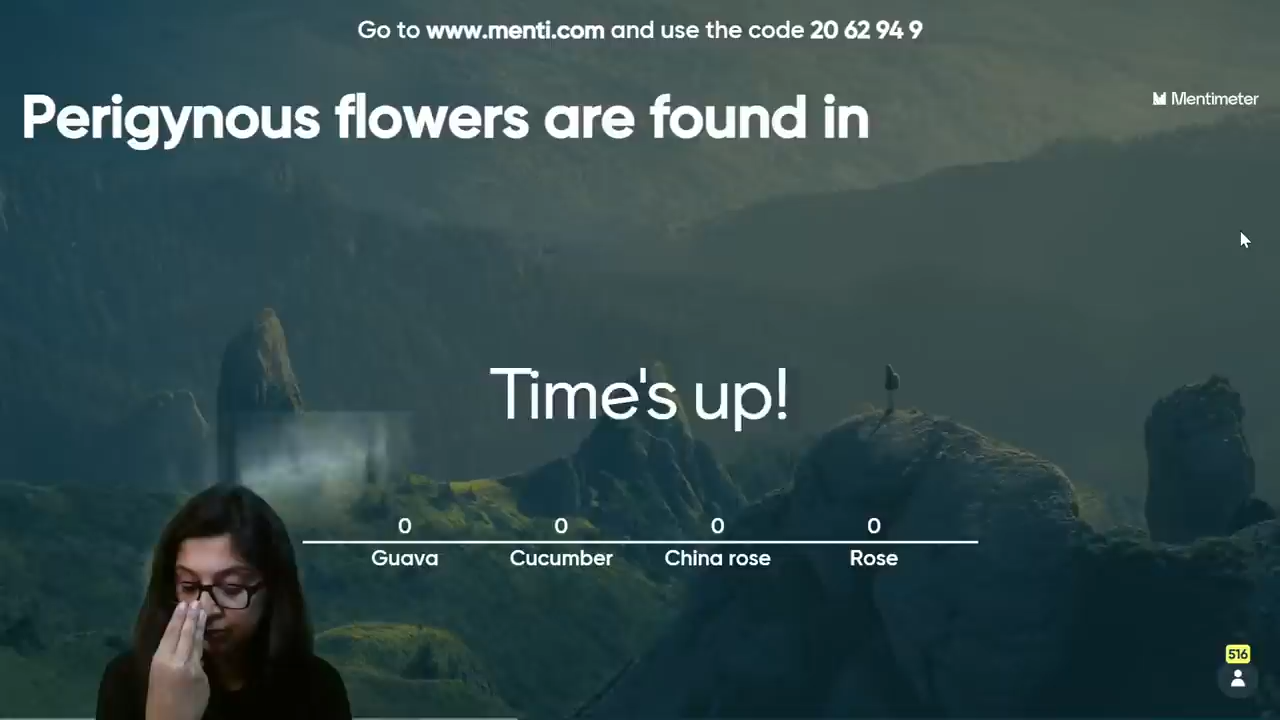 Go to www.menti.com and use the code 20 62 94 9
Perigynous flowers are found in
Mentimeter
Time's up!
0 0 0 0
Guava Cucumber China rose Rose
516